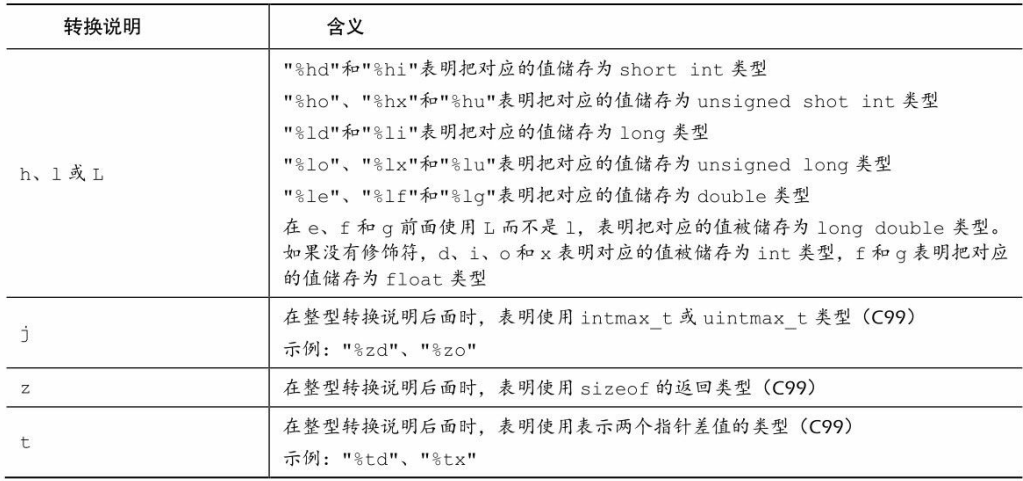 转换说明 含义
"%hd"和"%hi"表明把对应的值储存为 short int 类型
"%ho"、"%hx"和"%hu"表明把对应的值储存为 unsigned shot int 类型
"%ld"和"%li"表明把对应的值储存为 long 类型
"%lo"、"%lx"和"%lu"表明把对应的值储存为 unsigned long 类型
h、l 或 L
"%le"、"%lf"和"%lg"表明把对应的值储存为 double 类型
在 e、f 和 g 前面使用 L 而不是 l，表明把对应的值被储存为 long double 类型。
如果没有修饰符，d、i、o 和 x 表明对应的值被储存为 int 类型，f 和 g 表明把对应
的值储存为 float 类型
j
在整型转换说明后面时，表明使用 intmax_t 或 uintmax_t 类型（C99）
示例："%zd"、"%zo"
z 在整型转换说明后面时，表明使用 sizeof 的返回类型（C99）
t
在整型转换说明后面时，表明使用表示两个指针差值的类型（C99）
示例："%td"、"%tx"